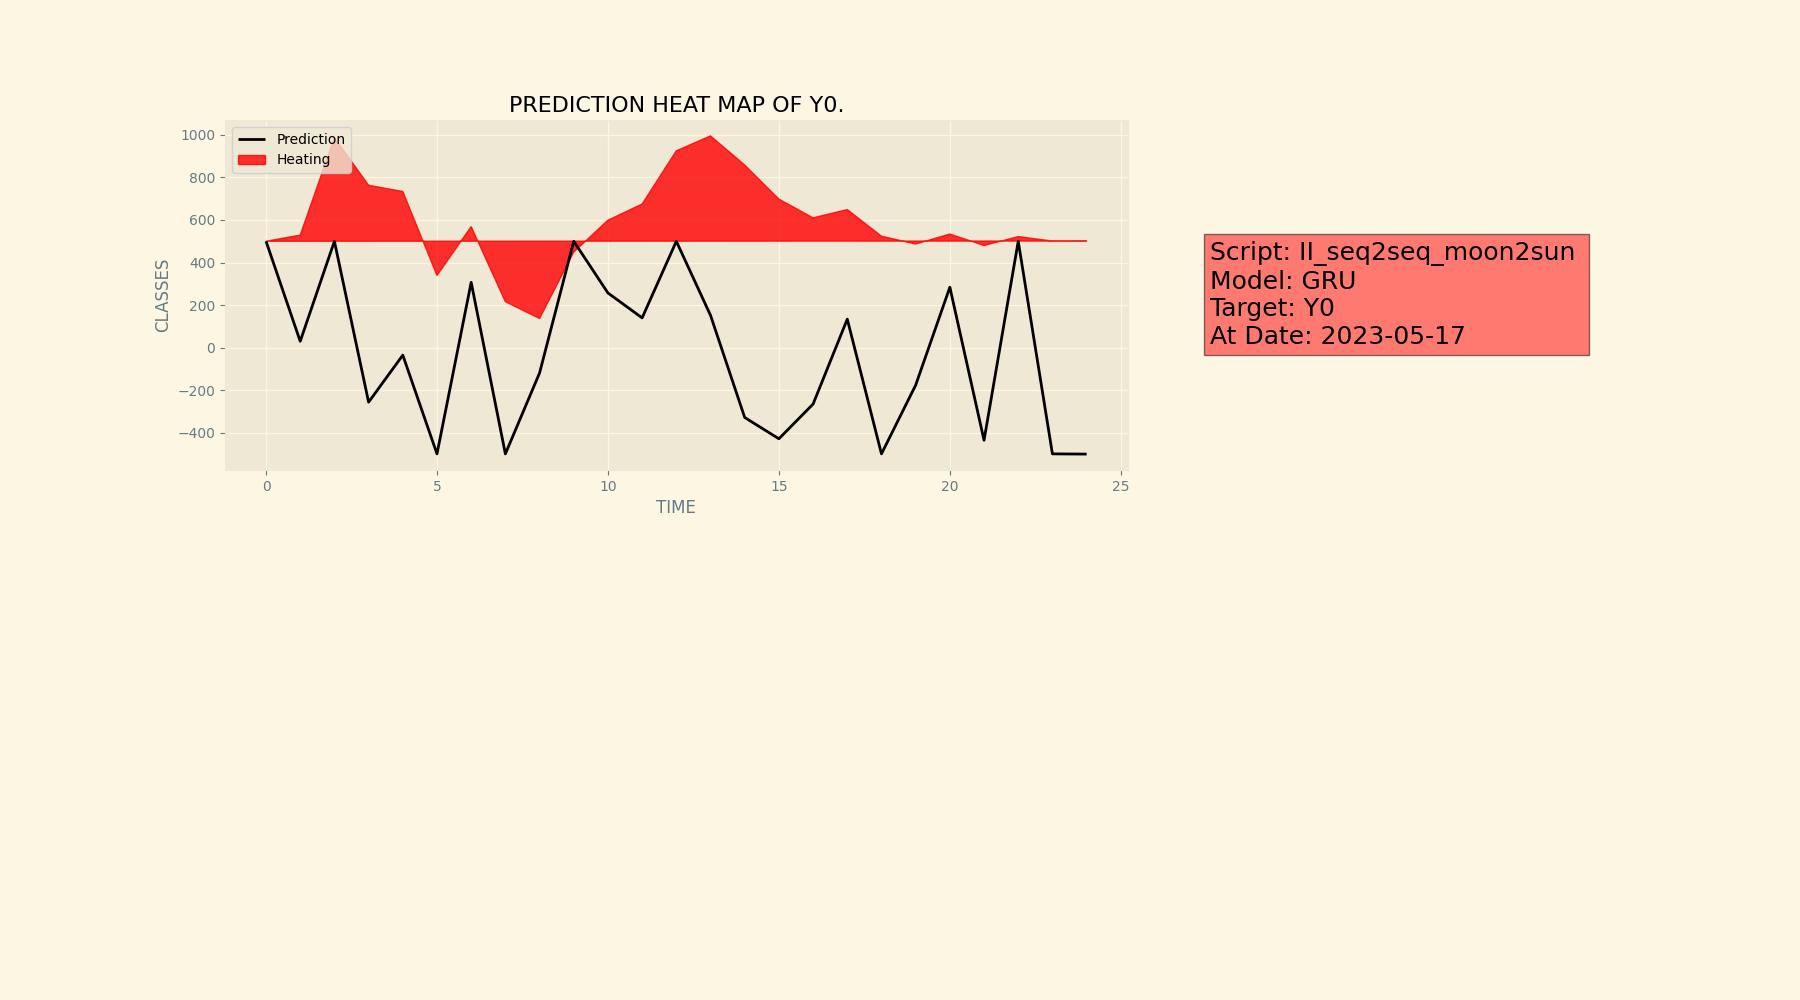 PREDICTION HEAT MAP OF Y0.
Prediction
Heating
1000
800
600
400
200
0
−200
−400
CLASSES
0 5 10 15 20 25
TIME
Script: II_seq2seq_moon2sun
Model: GRU
Target: Y0
At Date: 2023-05-17